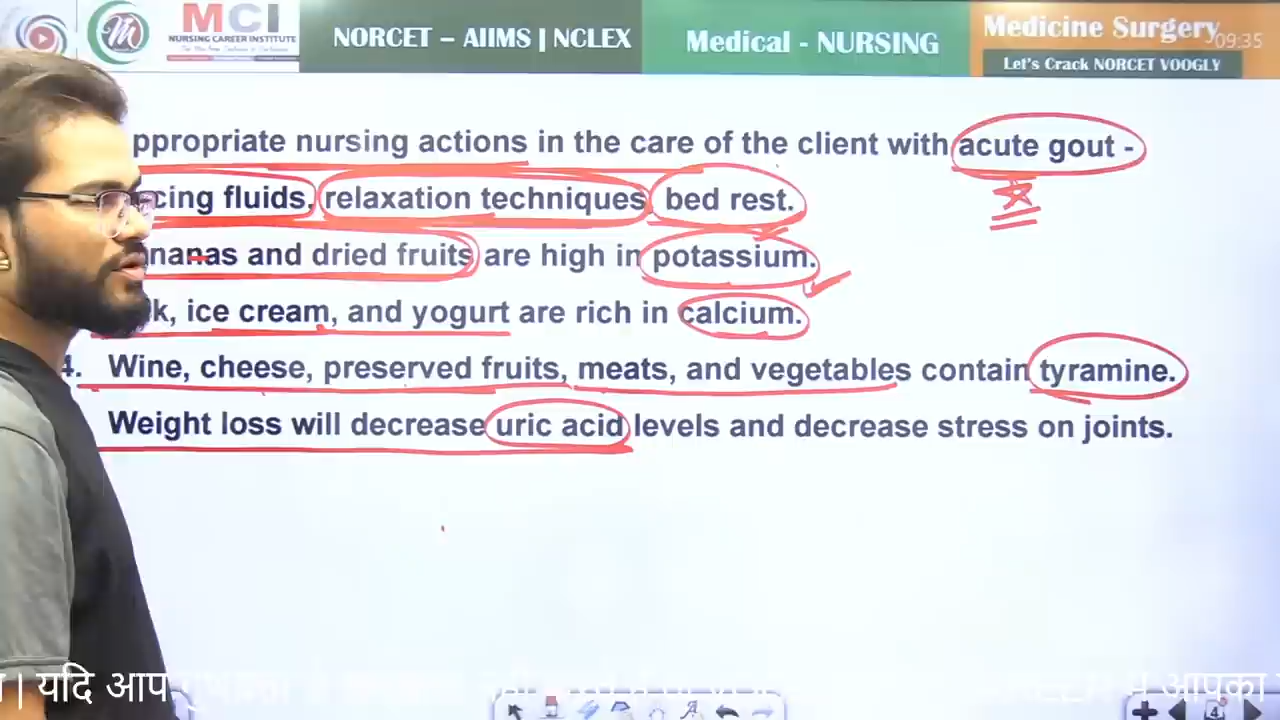 MCI
NURSING CAREER INSTITUTE
NORCET – AIIMS | NCLEX
Medical - NURSING
Medicine Surgery
09:35
Let's Crack NORCET VOOGLY
ppropriate nursing actions in the care of the client with acute gout -
cing fluids, relaxation techniques bed rest.
nanas and dried fruits are high in potassium.
k, ice cream, and yogurt are rich in calcium.
4. Wine, cheese, preserved fruits, meats, and vegetables contain tyramine.
Weight loss will decrease uric acid levels and decrease stress on joints.
यदि आप
आपका